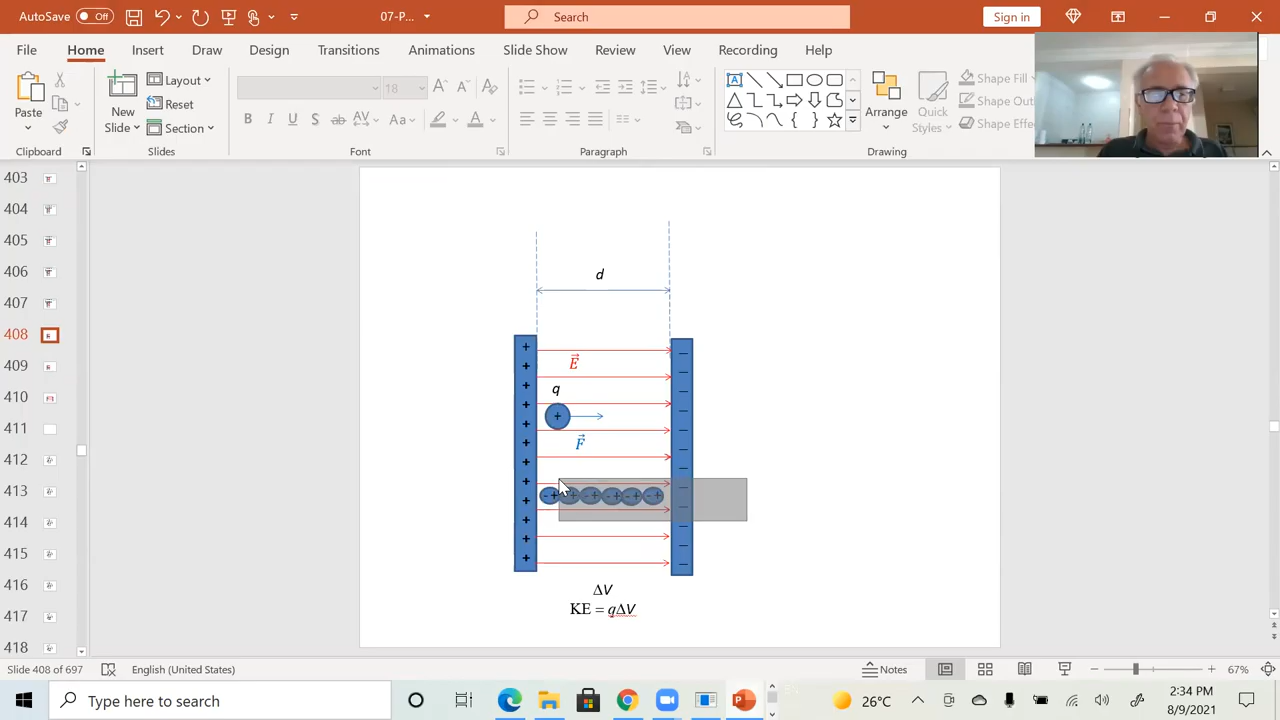 AutoSave Off 07-P... Search Sign in
File Home Insert Draw Design Transitions Animations Slide Show Review View Recording Help
Paste
New Slide
Layout
Reset
Section
8
B I U S ab AV Aa A
Arrange
Quick Styles
Shape Fill
Shape Out
Shape Effe
Clipboard Slides Font Paragraph Drawing
403
404
405
406
407
408
409
410
411
412
413
414
415
416
417
418
d
E
q
+
F
- + - + - + - + - + - +
ΔV
KE = qΔV
Slide 408 of 697 English (United States) Notes 67%
Type here to search 26°C 2:34 PM
8/9/2021